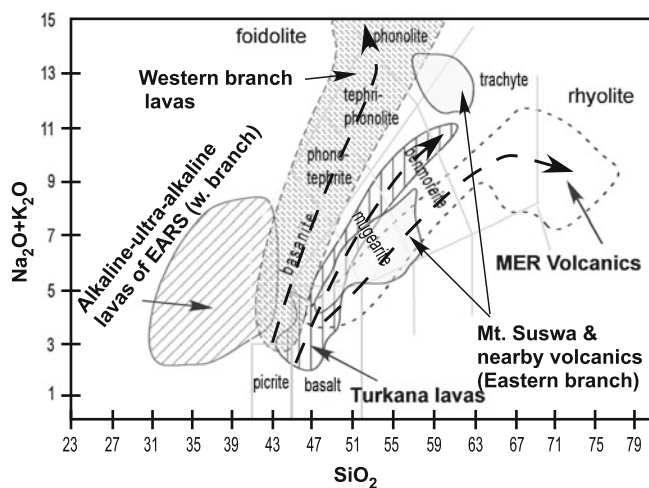 15
13
11
9
7
5
3
1
Na2O+K2O
foidolite
phonolite
Western branch
lavas
tephri-
phonolite
trachyte
rhyolite
phono-
tephrite
benmoreite
mugearite
basanite
Alkaline-ultra-alkaline
lavas of EARS (w. branch)
MER Volcanics
Mt. Suswa &
nearby volcanics
(Eastern branch)
picrite
basalt
Turkana lavas
23 27 31 35 39 43 47 51 55 57 63 67 71 75 79
SiO2